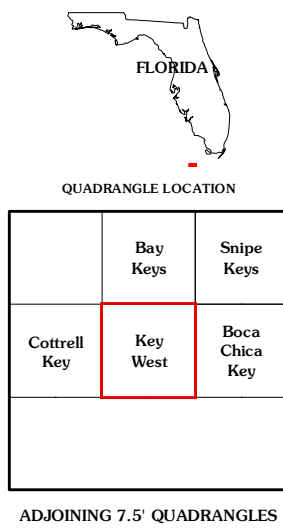 FLORIDA
QUADRANGLE LOCATION
Bay
Keys
Snipe
Keys
Cottrell
Key
Key
West
Boca
Chica
Key
ADJOINING 7.5' QUADRANGLES